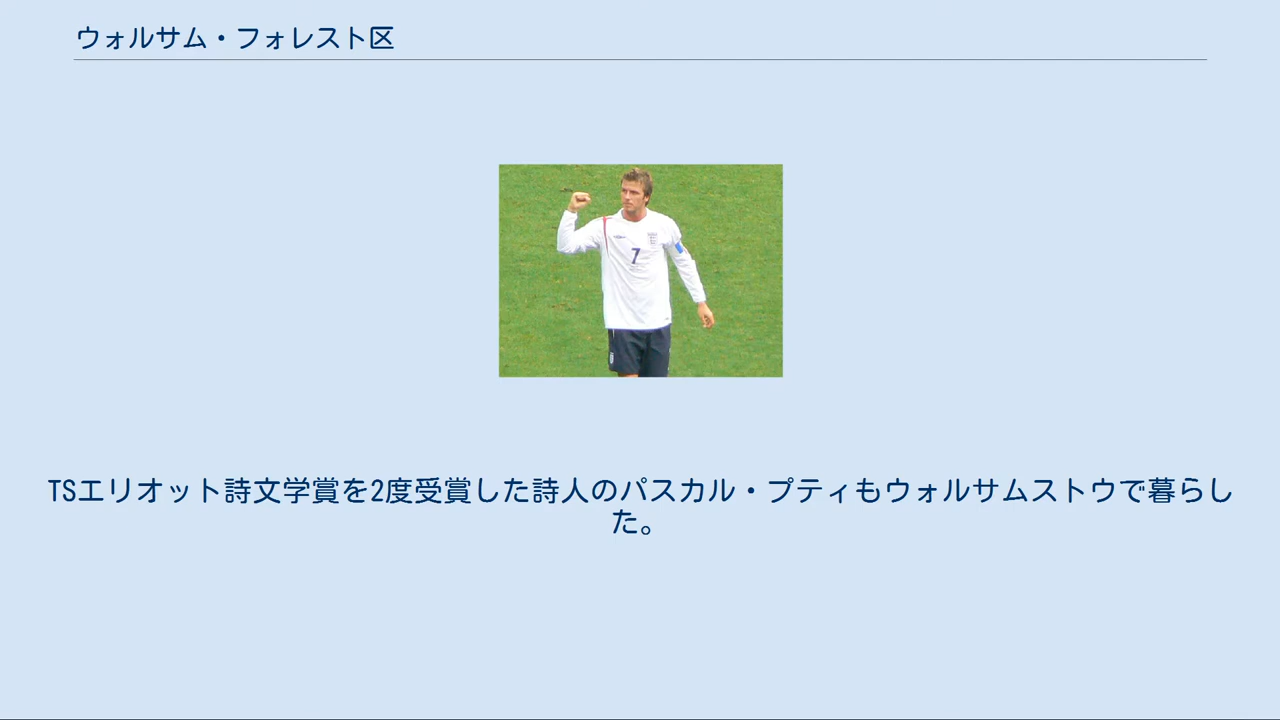 ウォルサム・フォレスト区
7
TSエリオット詩文学賞を2度受賞した詩人のパスカル・プティもウォルサムストウで暮らし
た。